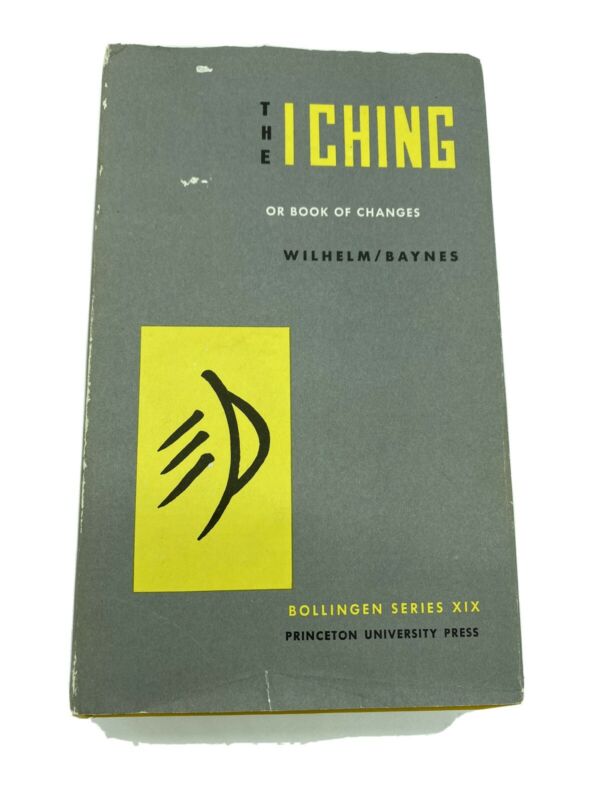 THE I CHING
OR BOOK OF CHANGES
WILHELM/BAYNES
BOLLINGEN SERIES XIX
PRINCETON UNIVERSITY PRESS